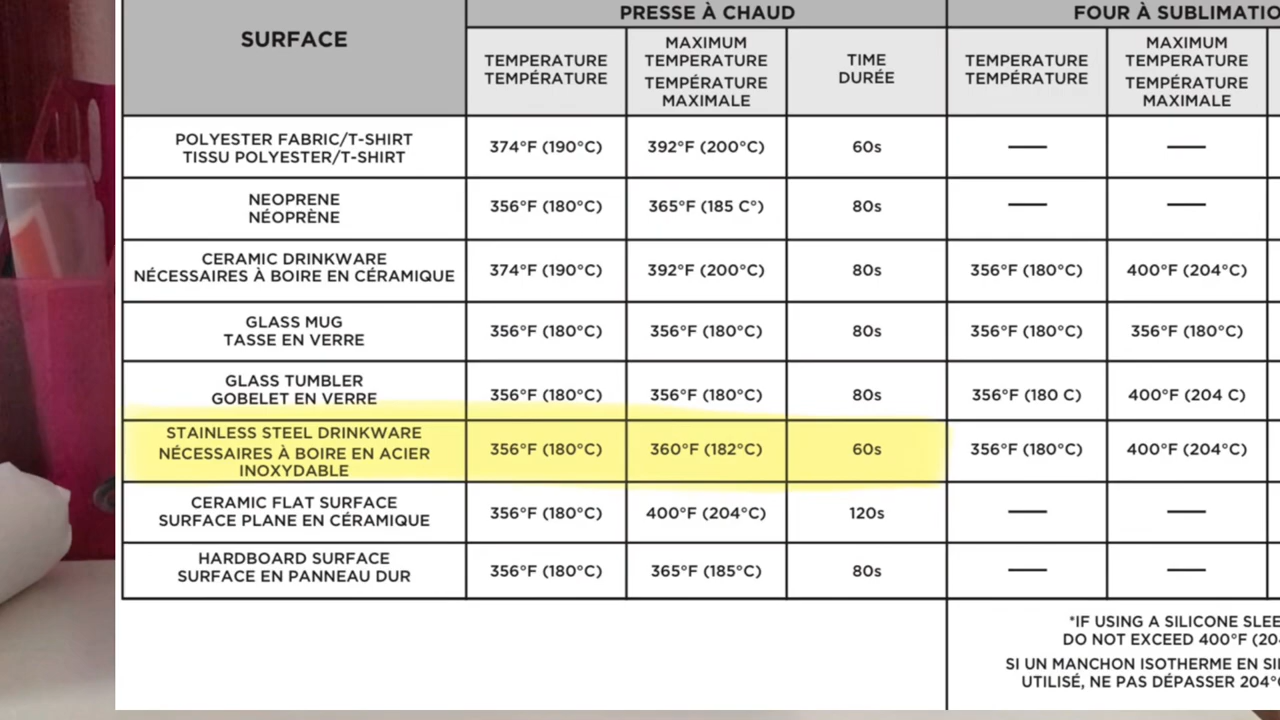 SURFACE
PRESSE À CHAUD
FOUR À SUBLIMATIO
TEMPERATURE
TEMPÉRATURE
MAXIMUM
TEMPERATURE
TEMPÉRATURE
MAXIMALE
TIME
DURÉE
TEMPERATURE
TEMPÉRATURE
MAXIMUM
TEMPERATURE
TEMPÉRATURE
MAXIMALE
POLYESTER FABRIC/T-SHIRT
TISSU POLYESTER/T-SHIRT
374°F (190°C) 392°F (200°C) 60s — —
NEOPRENE
NÉOPRÈNE
356°F (180°C) 365°F (185 C°) 80s — —
CERAMIC DRINKWARE
NÉCESSAIRES À BOIRE EN CÉRAMIQUE
374°F (190°C) 392°F (200°C) 80s 356°F (180°C) 400°F (204°C)
GLASS MUG
TASSE EN VERRE
356°F (180°C) 356°F (180°C) 80s 356°F (180°C) 356°F (180°C)
GLASS TUMBLER
GOBELET EN VERRE
356°F (180°C) 356°F (180°C) 80s 356°F (180 C) 400°F (204 C)
STAINLESS STEEL DRINKWARE
NÉCESSAIRES À BOIRE EN ACIER
INOXYDABLE
356°F (180°C) 360°F (182°C) 60s 356°F (180°C) 400°F (204°C)
CERAMIC FLAT SURFACE
SURFACE PLANE EN CÉRAMIQUE
356°F (180°C) 400°F (204°C) 120s — —
HARDBOARD SURFACE
SURFACE EN PANNEAU DUR
356°F (180°C) 365°F (185°C) 80s — —
*IF USING A SILICONE SLEE
DO NOT EXCEED 400°F (20
SI UN MANCHON ISOTHERME EN SI
UTILISÉ, NE PAS DÉPASSER 204°